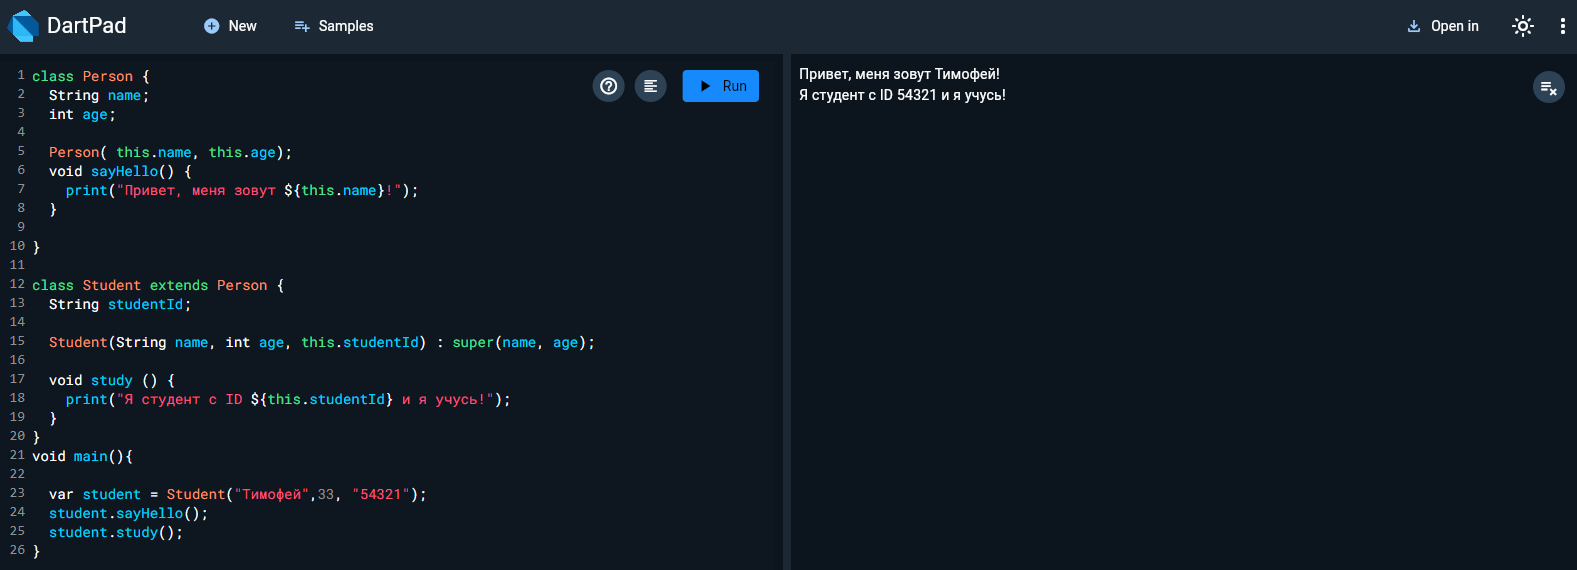 DartPad New Samples Open in
1 class Person {
2   String name;
3   int age;
4
5   Person( this.name, this.age);
6   void sayHello() {
7     print("Привет, меня зовут ${this.name}!");
8   }
9
10 }
11
12 class Student extends Person {
13   String studentId;
14
15   Student(String name, int age, this.studentId) : super(name, age);
16
17   void study () {
18     print("Я студент с ID ${this.studentId} и я учусь!");
19   }
20 }
21 void main(){
22
23   var student = Student("Тимофей",33, "54321");
24   student.sayHello();
25   student.study();
26 }
Run
Привет, меня зовут Тимофей!
Я студент с ID 54321 и я учусь!